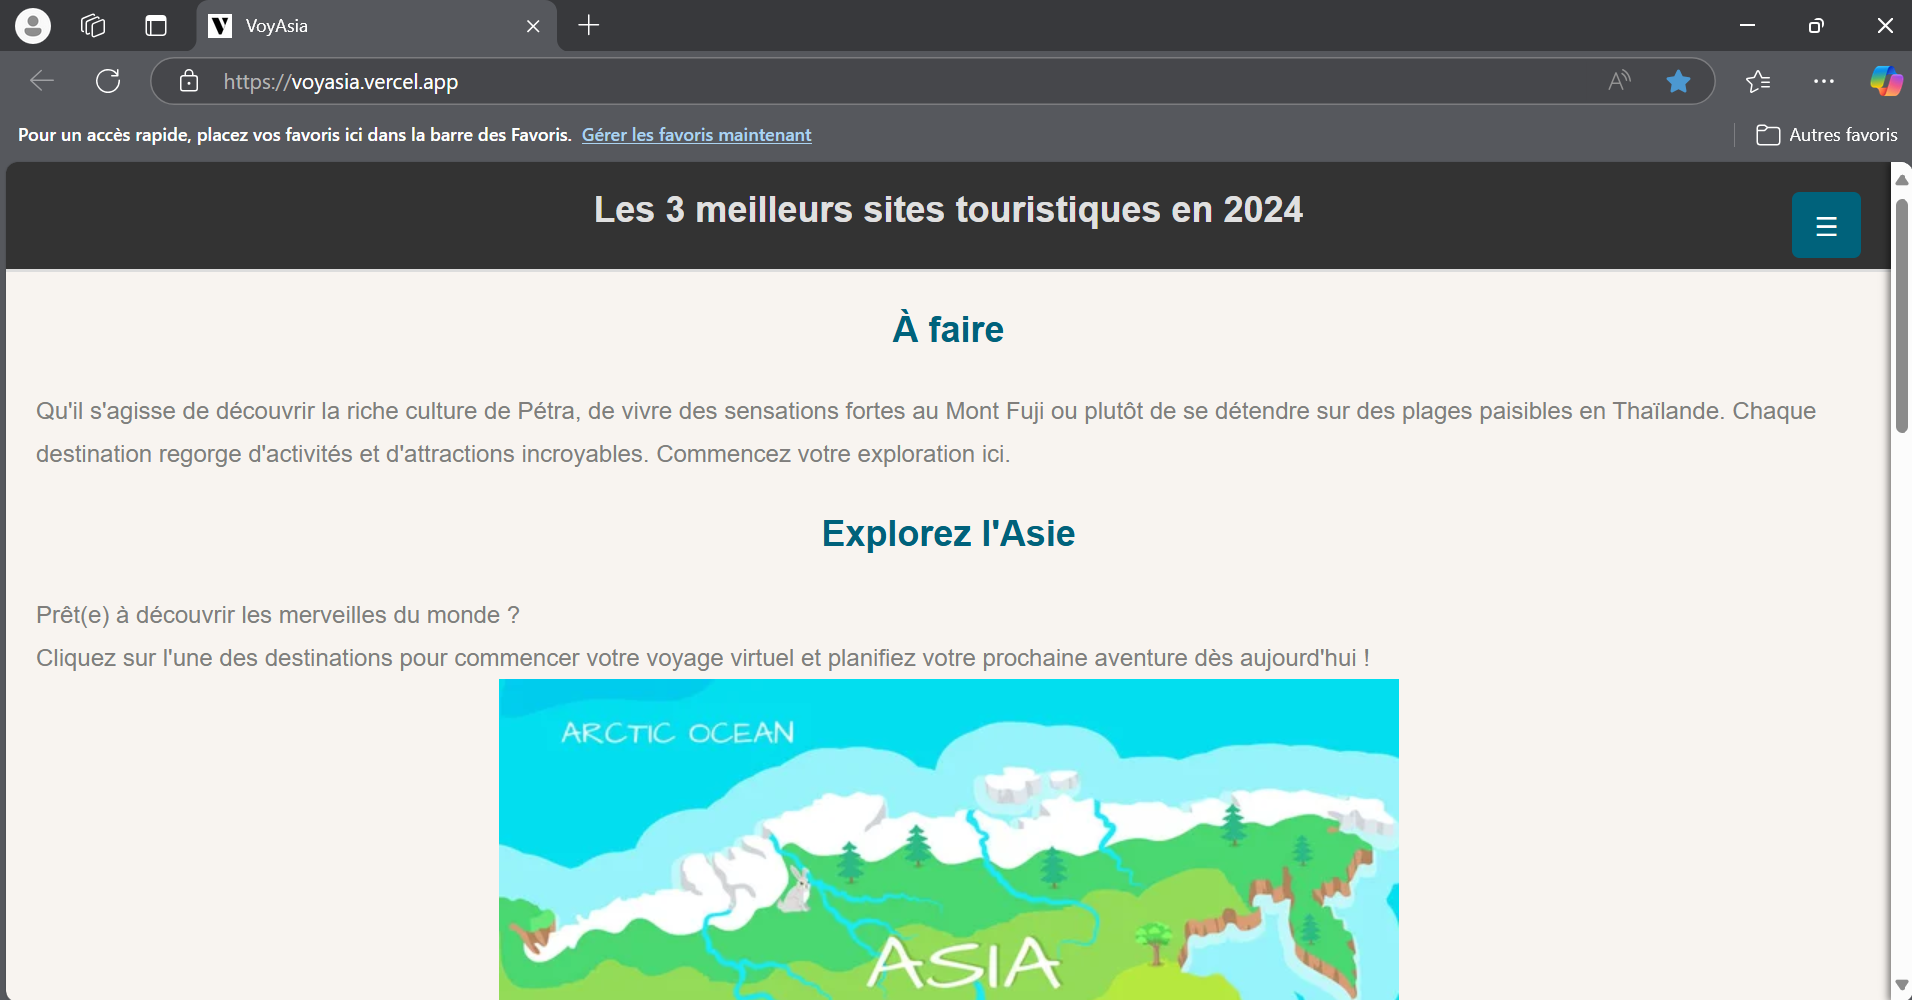 VoyAsia
https://voyasia.vercel.app
Pour un accès rapide, placez vos favoris ici dans la barre des Favoris. Gérer les favoris maintenant
Autres favoris
Les 3 meilleurs sites touristiques en 2024
À faire
Qu'il s'agisse de découvrir la riche culture de Pétra, de vivre des sensations fortes au Mont Fuji ou plutôt de se détendre sur des plages paisibles en Thaïlande. Chaque
destination regorge d'activités et d'attractions incroyables. Commencez votre exploration ici.
Explorez l'Asie
Prêt(e) à découvrir les merveilles du monde ?
Cliquez sur l'une des destinations pour commencer votre voyage virtuel et planifiez votre prochaine aventure dès aujourd'hui !
ARCTIC OCEAN
ASIA